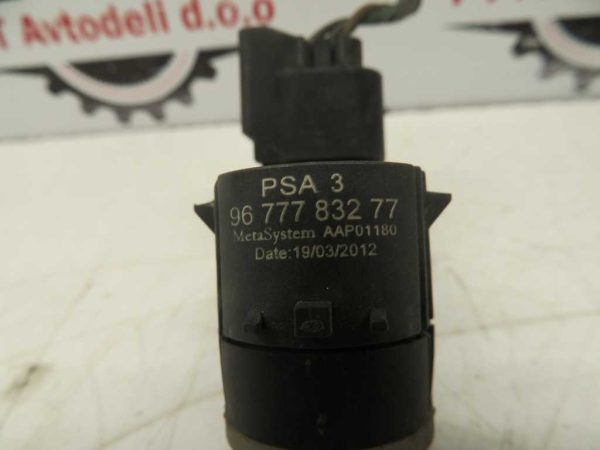 T Avtodeli d.o.o
PSA 3
96 777 832 77
MetaSystem AAP01180
Date:19/03/2012